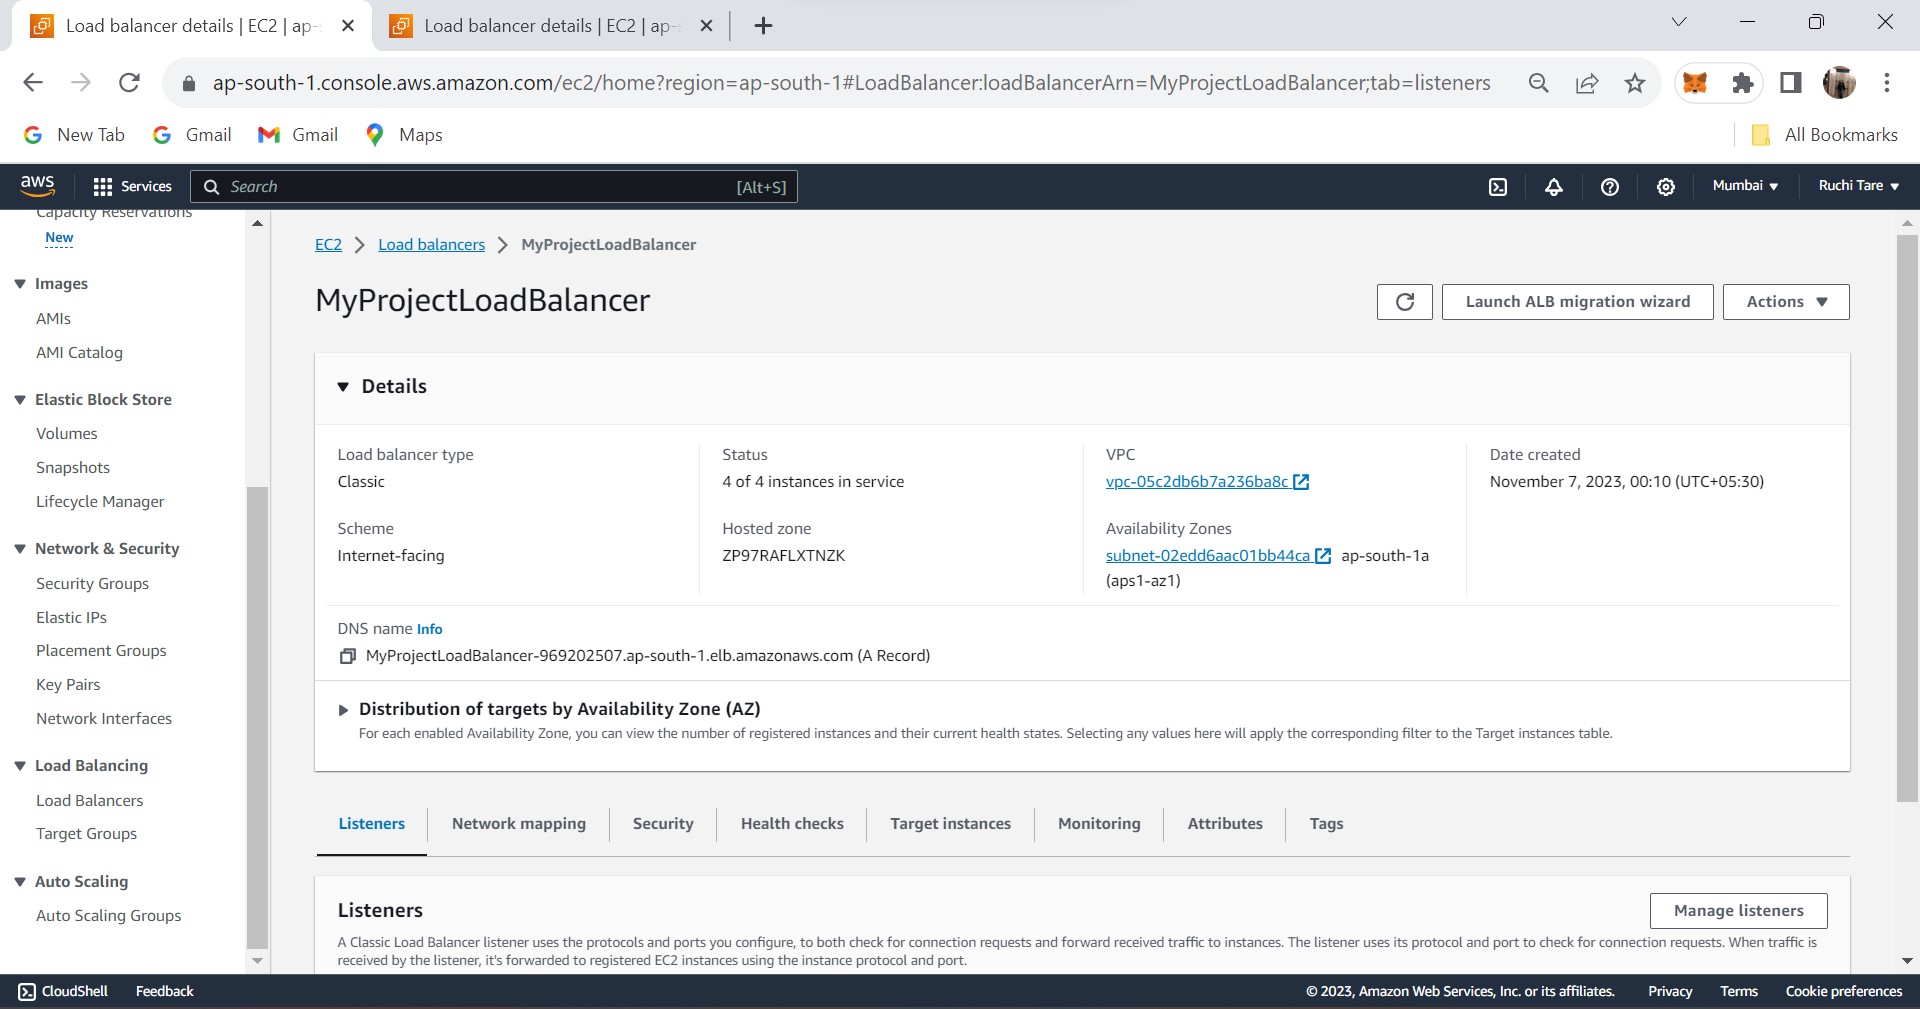 Load balancer details | EC2 | ap-
Load balancer details | EC2 | ap-
ap-south-1.console.aws.amazon.com/ec2/home?region=ap-south-1#LoadBalancer:loadBalancerArn=MyProjectLoadBalancer;tab=listeners
New Tab
Gmail
Gmail
Maps
All Bookmarks
aws
Services
Search
[Alt+S]
Mumbai
Ruchi Tare
Capacity Reservations
New
Images
AMIs
AMI Catalog
Elastic Block Store
Volumes
Snapshots
Lifecycle Manager
Network & Security
Security Groups
Elastic IPs
Placement Groups
Key Pairs
Network Interfaces
Load Balancing
Load Balancers
Target Groups
Auto Scaling
Auto Scaling Groups
EC2 > Load balancers > MyProjectLoadBalancer
MyProjectLoadBalancer
Launch ALB migration wizard
Actions
Details
Load balancer type
Classic
Status
4 of 4 instances in service
VPC
vpc-05c2db6b7a236ba8c
Date created
November 7, 2023, 00:10 (UTC+05:30)
Scheme
Internet-facing
Hosted zone
ZP97RAFLXTNZK
Availability Zones
subnet-02edd6aac01bb44ca ap-south-1a
(aps1-az1)
DNS name Info
MyProjectLoadBalancer-969202507.ap-south-1.elb.amazonaws.com (A Record)
Distribution of targets by Availability Zone (AZ)
For each enabled Availability Zone, you can view the number of registered instances and their current health states. Selecting any values here will apply the corresponding filter to the Target instances table.
Listeners
Network mapping
Security
Health checks
Target instances
Monitoring
Attributes
Tags
Listeners
Manage listeners
A Classic Load Balancer listener uses the protocols and ports you configure, to both check for connection requests and forward received traffic to instances. The listener uses its protocol and port to check for connection requests. When traffic is
received by the listener, it's forwarded to registered EC2 instances using the instance protocol and port.
CloudShell
Feedback
© 2023, Amazon Web Services, Inc. or its affiliates.
Privacy
Terms
Cookie preferences